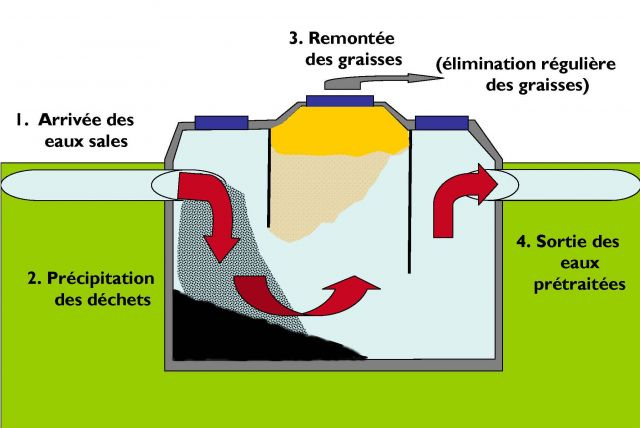 3. Remontée
des graisses
(élimination régulière
des graisses)
1. Arrivée des
eaux sales
2. Précipitation
des déchets
4. Sortie des
eaux
prétraitées